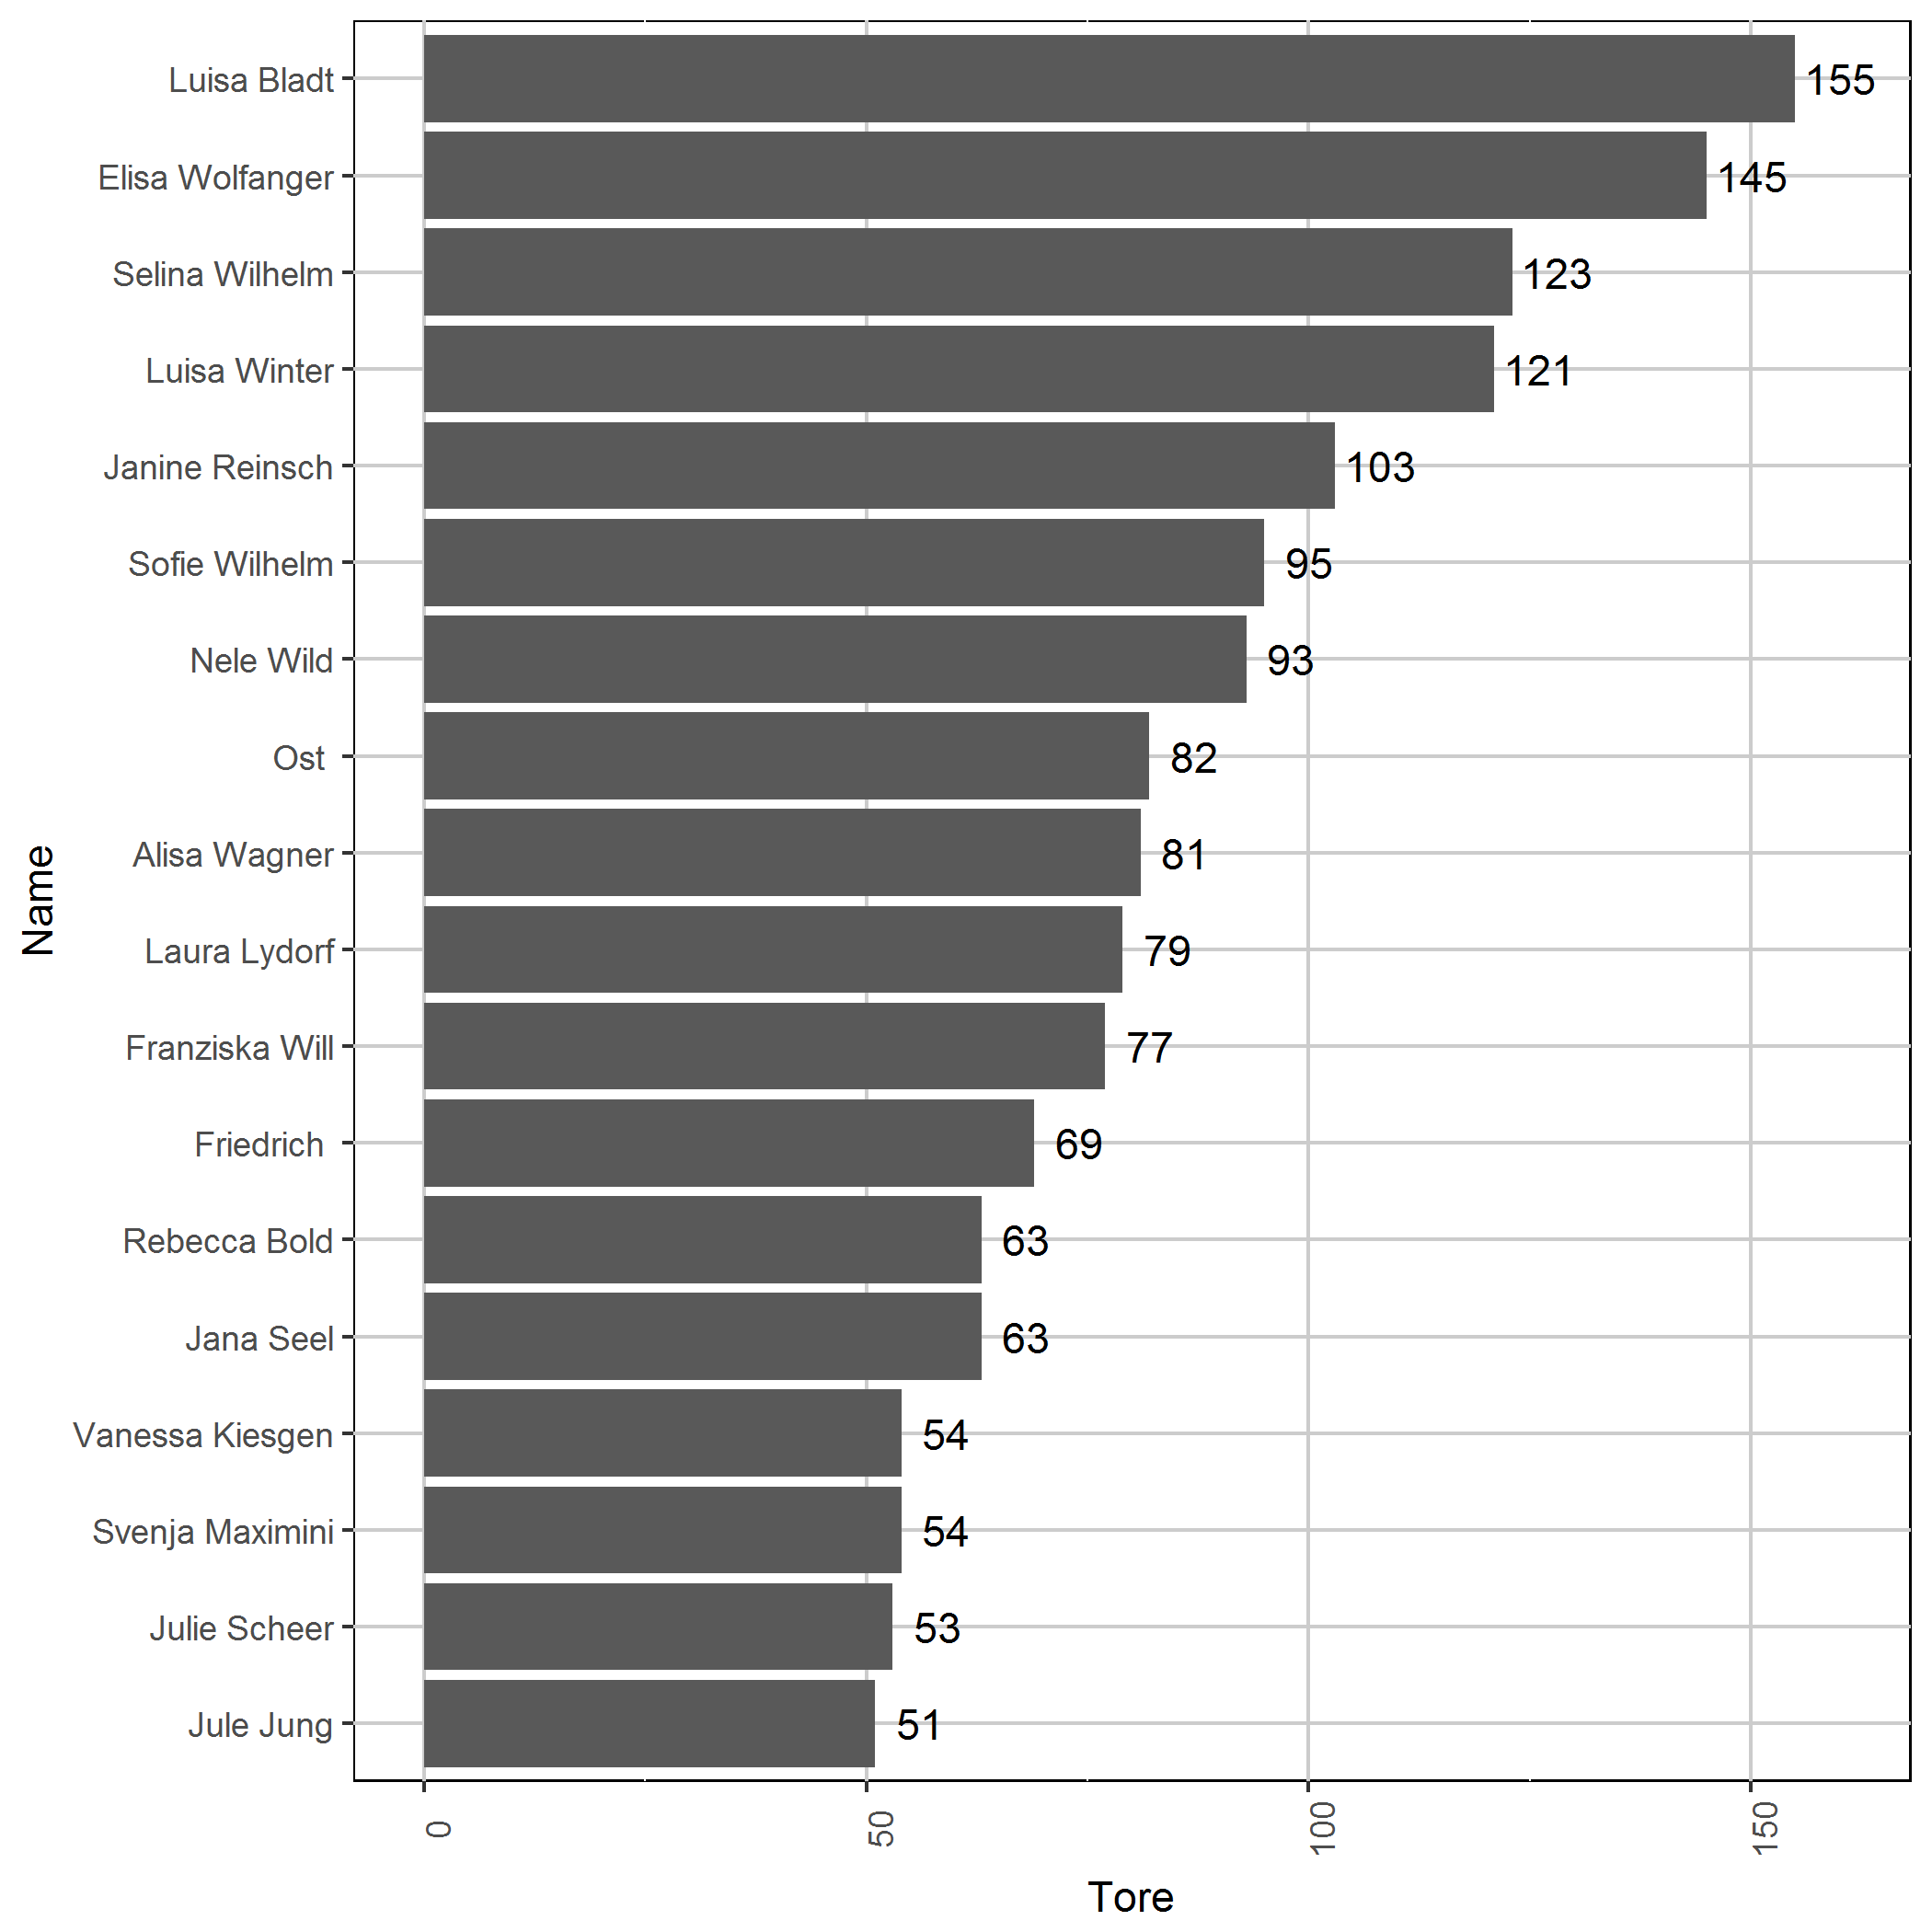 Luisa Bladt 155
Elisa Wolfanger 145
Selina Wilhelm 123
Luisa Winter 121
Janine Reinsch 103
Sofie Wilhelm 95
Nele Wild 93
Ost 82
Alisa Wagner 81
Laura Lydorf 79
Franziska Will 77
Friedrich 69
Rebecca Bold 63
Jana Seel 63
Vanessa Kiesgen 54
Svenja Maximini 54
Julie Scheer 53
Jule Jung 51
Name
0 50 100 150
Tore